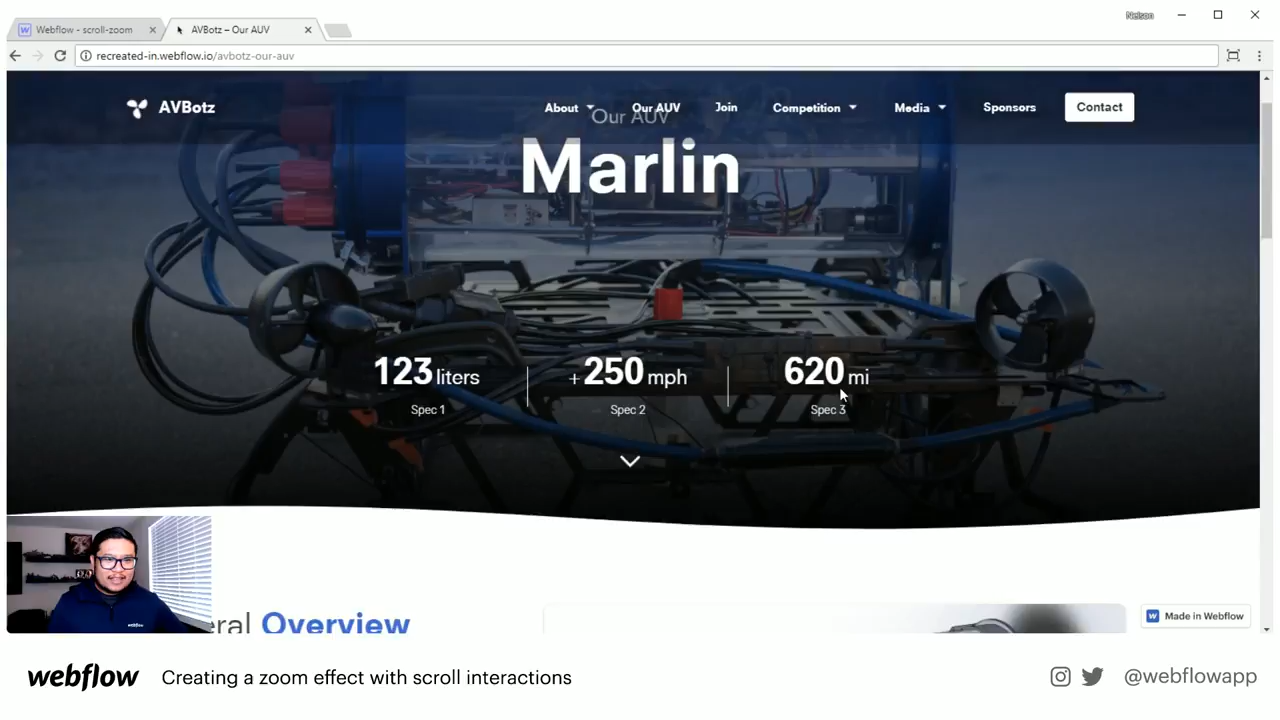 Webflow - scroll-zoom
AVBotz – Our AUV
Nelson
recreated-in.webflow.io/avbotz-our-auv
AVBotz
About
Our AUV
Join
Competition
Media
Sponsors
Contact
Our AUV
Marlin
123 liters
+250 mph
620 mi
Spec 1
Spec 2
Spec 3
eral Overview
Made in Webflow
webflow
Creating a zoom effect with scroll interactions
@webflowapp